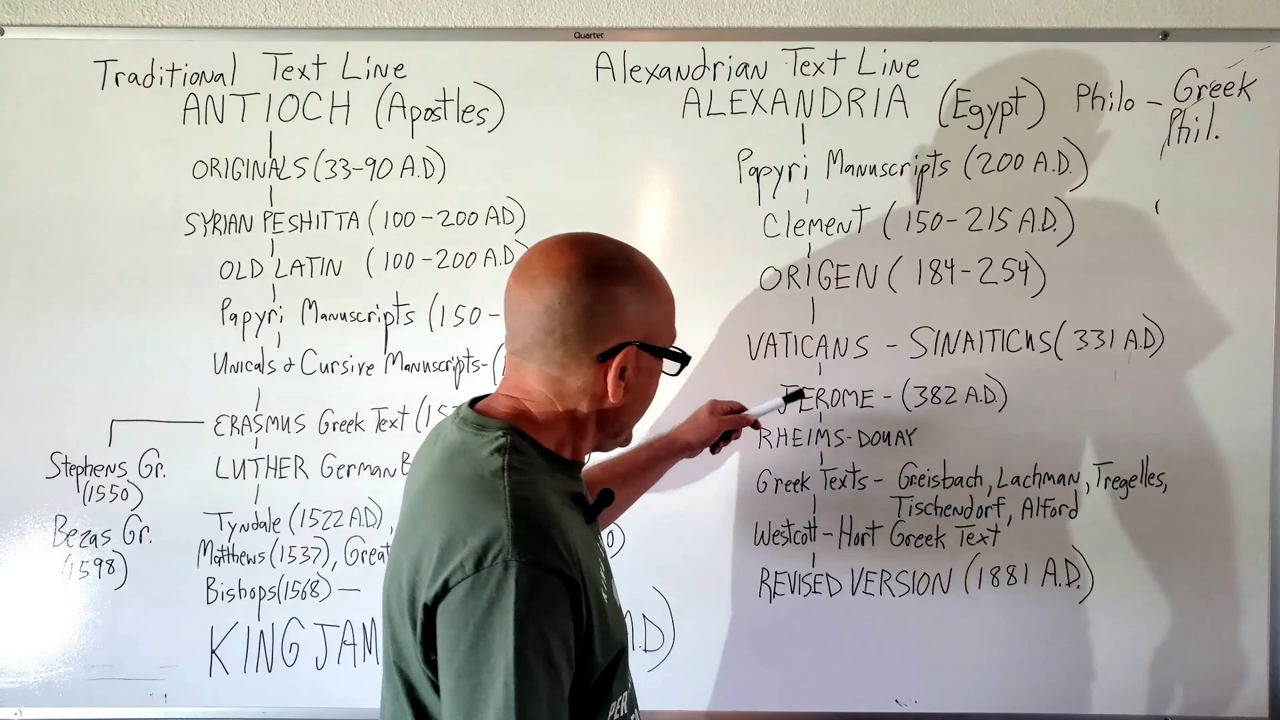 Quartet
Traditional Text Line
ANTIOCH (Apostles)
ORIGINALS (33-90 A.D)
SYRIAN PESHITTA (100-200 AD)
OLD LATIN (100-200 A.D)
Papyri Manuscripts (150-
Unicals & Cursive Manuscripts-(
ERASMUS Greek Text (15
Stephens Gr.
(1550)
Bezas Gr.
(1598)
LUTHER German B
Tyndale (1522 A.D),
Matthews (1537), Great
0)
Bishops (1568) —
KING JAM
.D)
Alexandrian Text Line
ALEXANDRIA (Egypt) Philo - Greek
Phil.
Papyri Manuscripts (200 A.D.)
Clement (150-215 A.D.)
ORIGEN (184-254)
VATICANS - SINAITICUS (331 A.D)
JEROME - (382 A.D.)
RHEIMS-DOUAY
Greek Texts - Greisbach, Lachman, Tregelles,
Tischendorf, Alford
Westcott-Hort Greek Text
REVISED VERSION (1881 A.D.)
PER